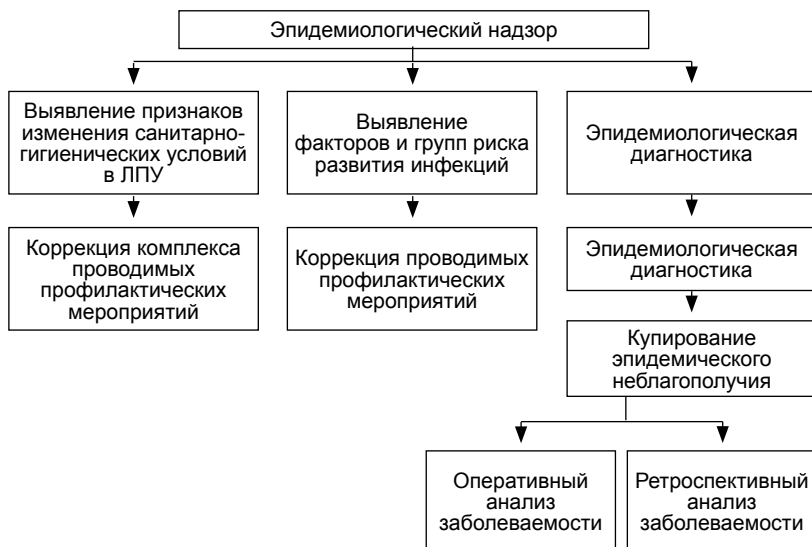 Эпидемиологический надзор
Выявление признаков
изменения санитарно-
гигиенических условий
в ЛПУ
Выявление
факторов и групп риска
развития инфекций
Эпидемиологическая
диагностика
Коррекция комплекса
проводимых
профилактических
мероприятий
Коррекция проводимых
профилактических
мероприятий
Эпидемиологическая
диагностика
Купирование
эпидемического
неблагополучия
Оперативный
анализ
заболеваемости
Ретроспективный
анализ
заболеваемости